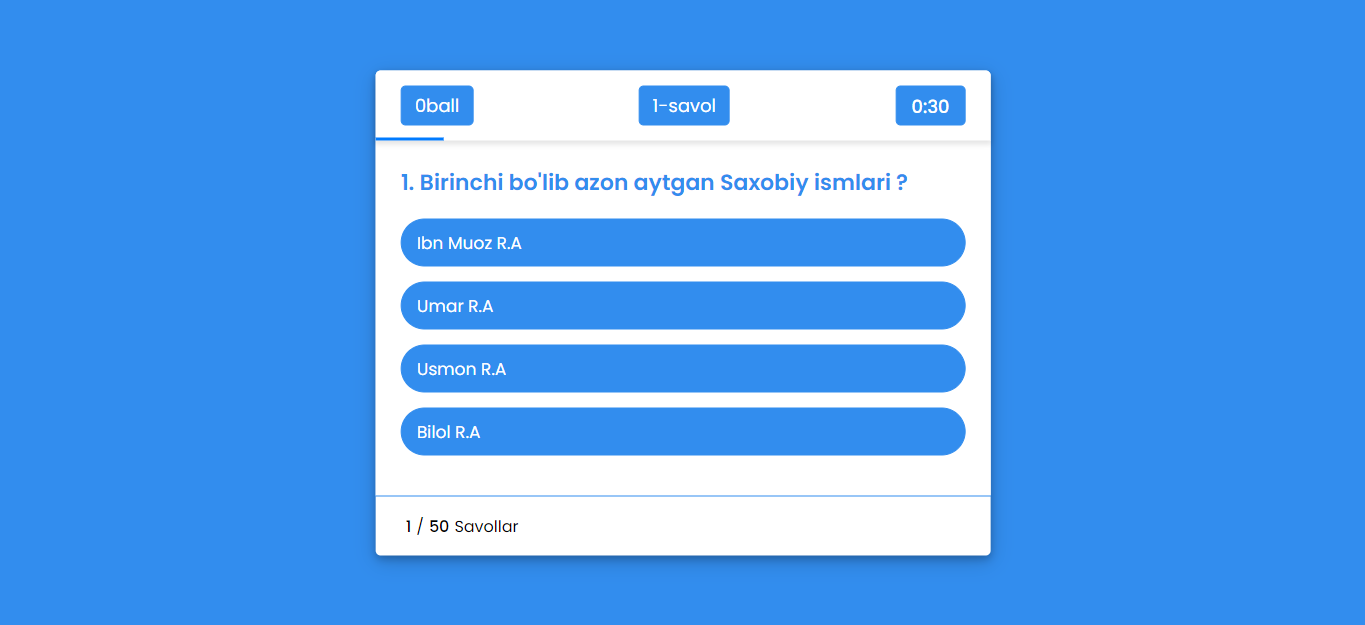 0ball
1-savol
0:30
1. Birinchi bo'lib azon aytgan Saxobiy ismlari ?
Ibn Muoz R.A
Umar R.A
Usmon R.A
Bilol R.A
1 / 50 Savollar